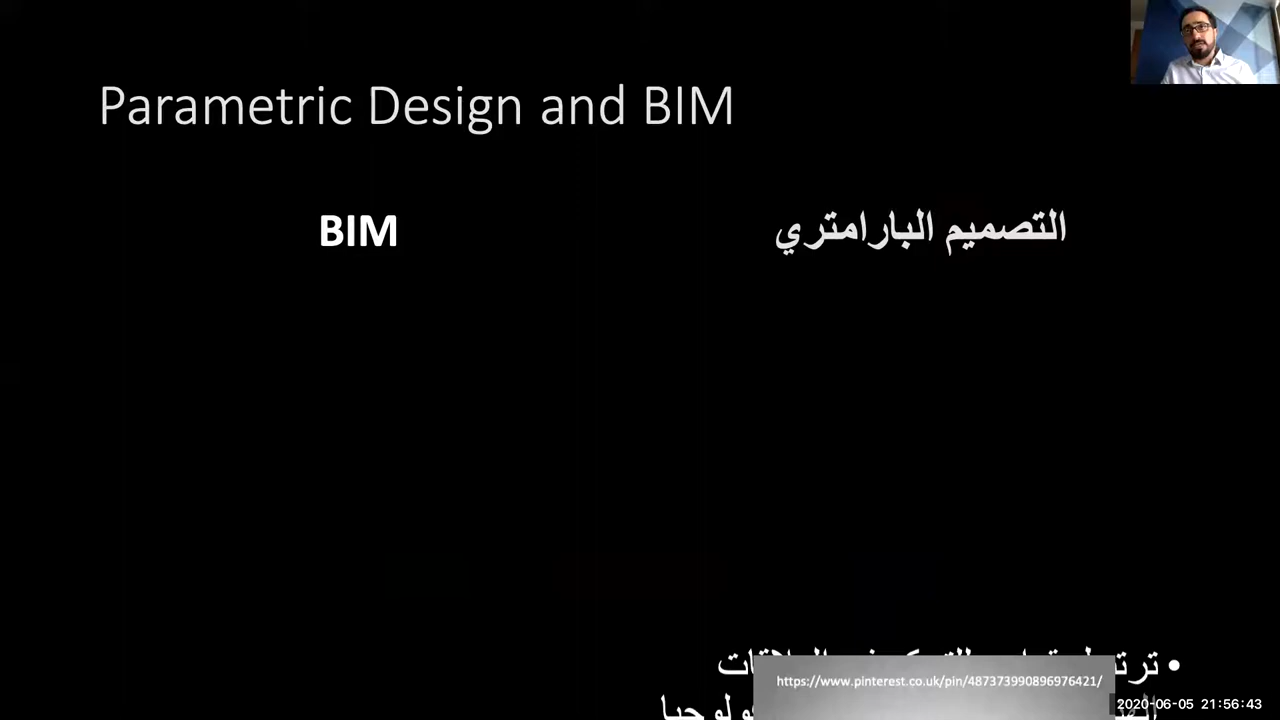 Parametric Design and BIM
BIM
التصميم البارامتري
• ترتبط
https://www.pinterest.co.uk/pin/487373990896976421/
2020-06-05 21:56:43